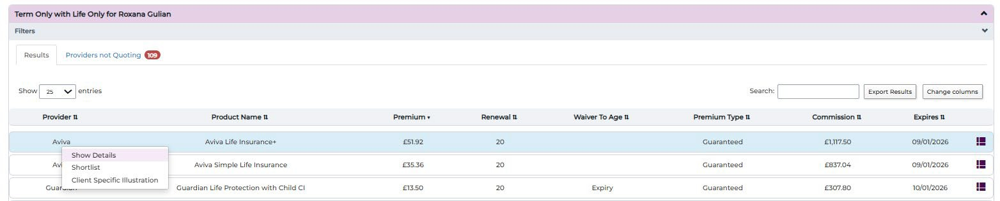 Term Only with Life Only for Roxana Gulian
Filters
Results Providers not Quoting 109
Show 25 entries Search: Export Results Change columns
Provider Product Name Premium Renewal Waiver To Age Premium Type Commission Expires
Aviva Aviva Life Insurance+ £51.92 20 Guaranteed £1,117.50 09/01/2026
Show Details
Aviva Simple Life Insurance £35.36 20 Guaranteed £837.04 09/01/2026
Shortlist
Client Specific Illustration
Guardian Guardian Life Protection with Child CI £13.50 20 Expiry Guaranteed £307.80 10/01/2026